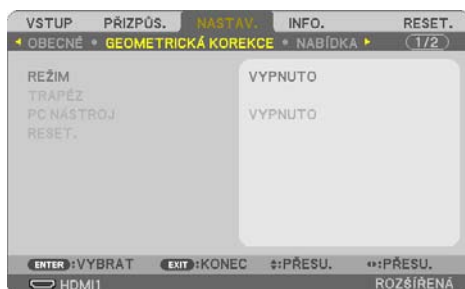 VSTUP PŘIZPŮS. NASTAV. INFO. RESET.
OBECNÉ • GEOMETRICKÁ KOREKCE • NABÍDKA 1/2
REŽIM VYPNUTO
TRAPÉZ
PC NÁSTROJ VYPNUTO
RESET.
ENTER :VYBRAT EXIT :KONEC :PŘESU. :PŘESU.
HDMI1 ROZŠÍŘENÁ